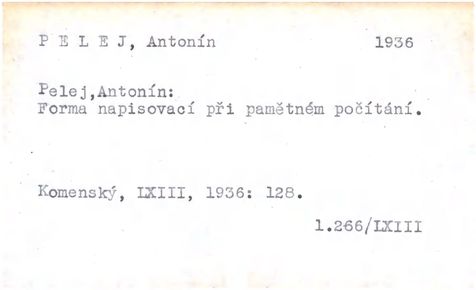 P E L E J, Antonín 1936
Pelej,Antonín:
Forma napisovací při pamětném počítání.
Komenský, LXIII, 1936: 128.
1.266/LXIII